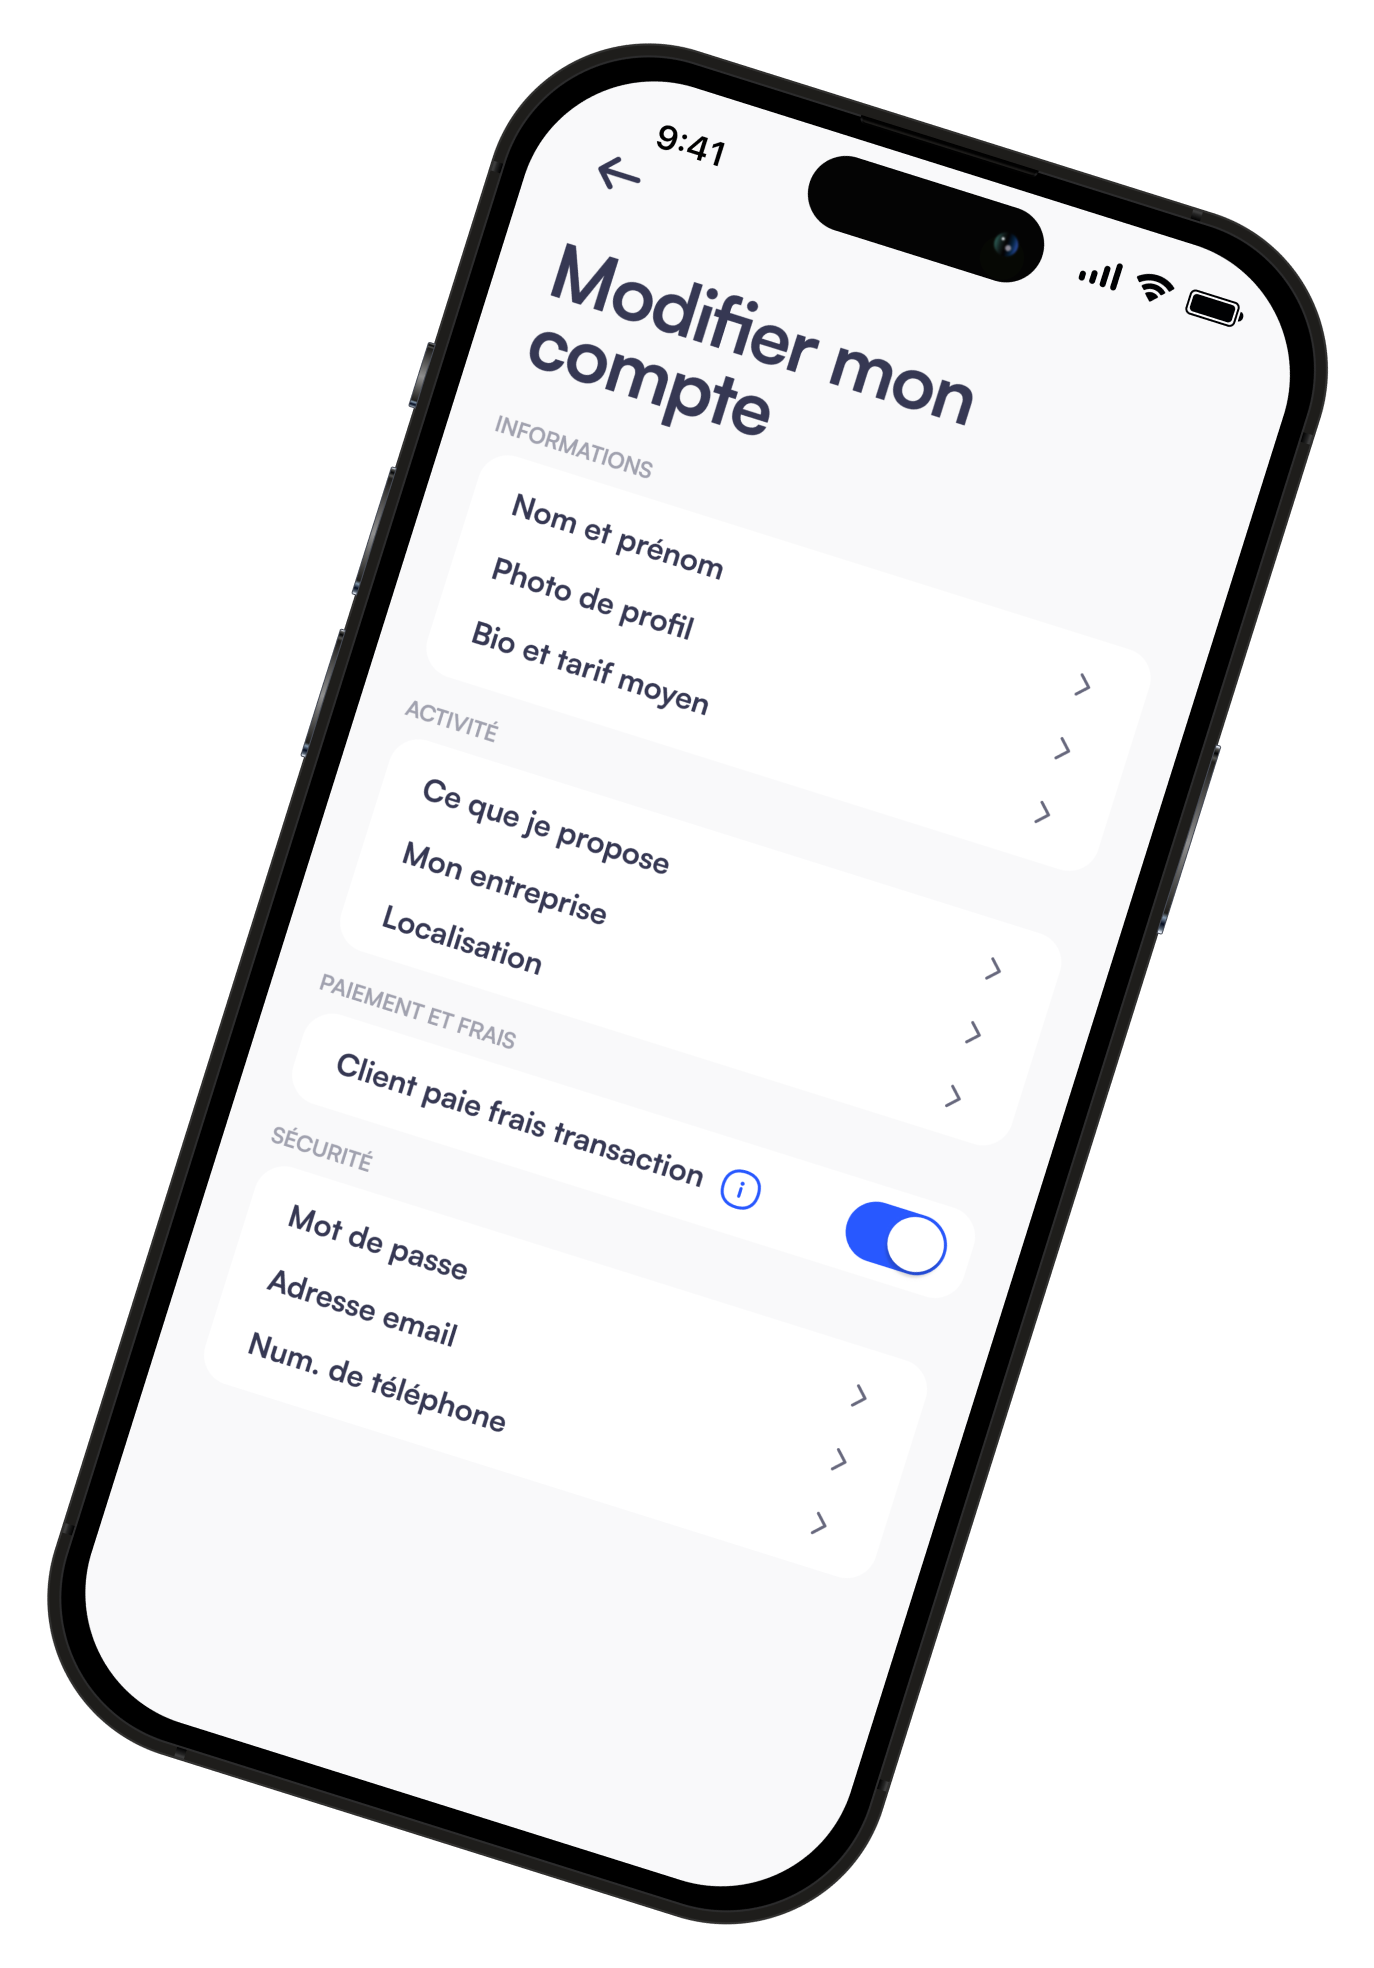 9:41
Modifier mon
compte
INFORMATIONS
Nom et prénom
Photo de profil
Bio et tarif moyen
ACTIVITÉ
Ce que je propose
Mon entreprise
Localisation
PAIEMENT ET FRAIS
Client paie frais transaction i
SÉCURITÉ
Mot de passe
Adresse email
Num. de téléphone